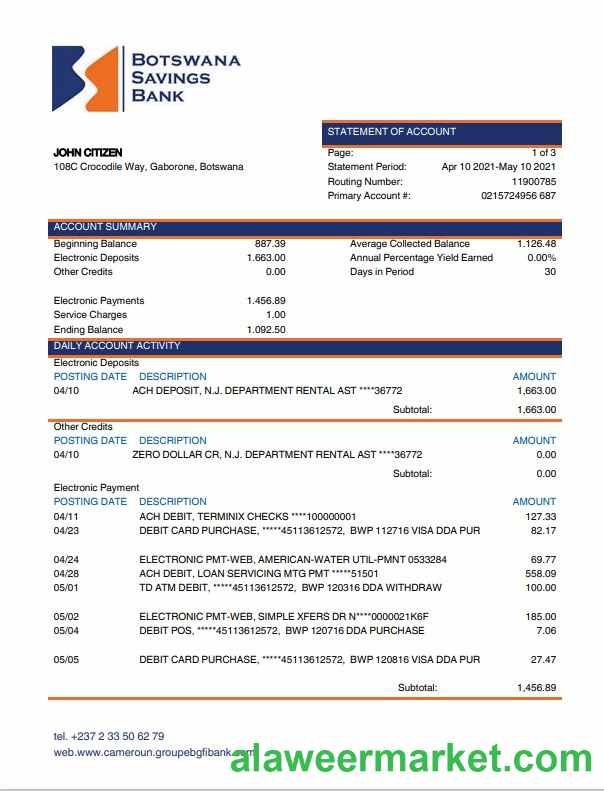 BOTSWANA
SAVINGS
BANK
STATEMENT OF ACCOUNT
JOHN CITIZEN
Page: 1 of 3
108C Crocodile Way, Gaborone, Botswana
Statement Period: Apr 10 2021-May 10 2021
Routing Number: 11900785
Primary Account #: 0215724956 687
ACCOUNT SUMMARY
Beginning Balance 887.39 Average Collected Balance 1.126.48
Electronic Deposits 1.663.00 Annual Percentage Yield Earned 0.00%
Other Credits 0.00 Days in Period 30
Electronic Payments 1.456.89
Service Charges 1.00
Ending Balance 1.092.50
DAILY ACCOUNT ACTIVITY
Electronic Deposits
POSTING DATE DESCRIPTION AMOUNT
04/10 ACH DEPOSIT, N.J. DEPARTMENT RENTAL AST ****36772 1,663.00
Subtotal: 1,663.00
Other Credits
POSTING DATE DESCRIPTION AMOUNT
04/10 ZERO DOLLAR CR, N.J. DEPARTMENT RENTAL AST ****36772 0.00
Subtotal: 0.00
Electronic Payment
POSTING DATE DESCRIPTION AMOUNT
04/11 ACH DEBIT, TERMINIX CHECKS ****100000001 127.33
04/23 DEBIT CARD PURCHASE, *****45113612572, BWP 112716 VISA DDA PUR 82.17
04/24 ELECTRONIC PMT-WEB, AMERICAN-WATER UTIL-PMNT 0533284 69.77
04/28 ACH DEBIT, LOAN SERVICING MTG PMT *****51501 558.09
05/01 TD ATM DEBIT, *****45113612572, BWP 120316 DDA WITHDRAW 100.00
05/02 ELECTRONIC PMT-WEB, SIMPLE XFERS DR N****0000021K6F 185.00
05/04 DEBIT POS, *****45113612572, BWP 120716 DDA PURCHASE 7.06
05/05 DEBIT CARD PURCHASE, *****45113612572, BWP 120816 VISA DDA PUR 27.47
Subtotal: 1,456.89
tel. +237 2 33 50 62 79
web.www.cameroun.groupebgfibank.com
alaweermarket.com